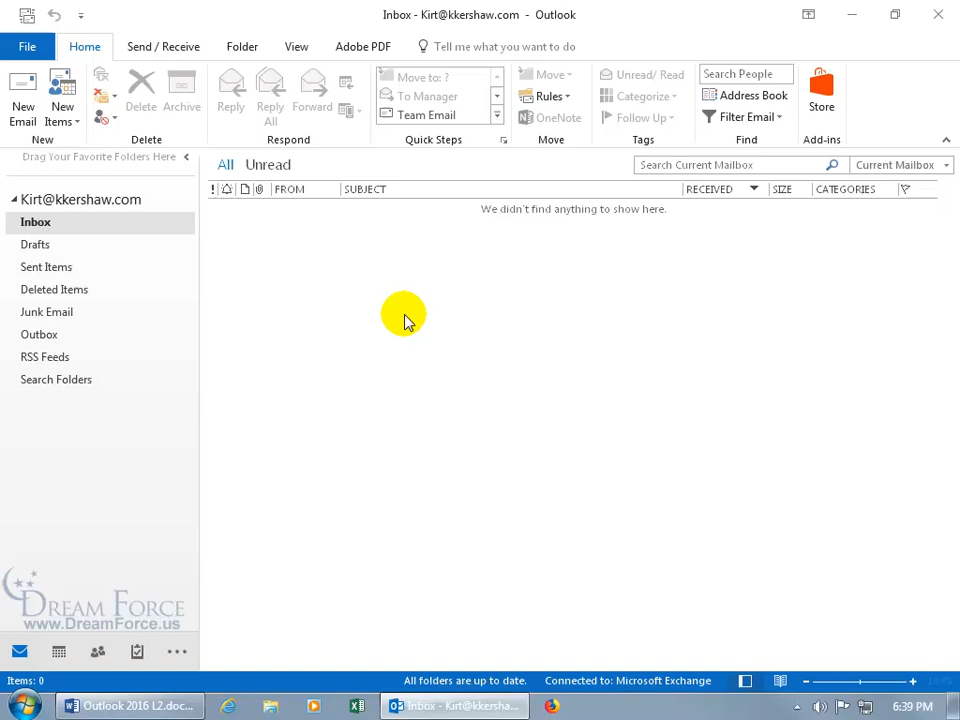 Inbox - Kirt@kkershaw.com - Outlook
File Home Send / Receive Folder View Adobe PDF Tell me what you want to do
New Email
New Items
Delete
Archive
Reply
Reply All
Forward
Move to: ?
To Manager
Team Email
Move
Rules
OneNote
Unread/ Read
Categorize
Follow Up
Search People
Address Book
Filter Email
Store
New Delete Respond Quick Steps Move Tags Find Add-ins
Drag Your Favorite Folders Here
All Unread
Search Current Mailbox
Current Mailbox
! FROM SUBJECT RECEIVED SIZE CATEGORIES
We didn't find anything to show here.
Kirt@kkershaw.com
Inbox
Drafts
Sent Items
Deleted Items
Junk Email
Outbox
RSS Feeds
Search Folders
DREAM FORCE
www.DreamForce.us
Items: 0 All folders are up to date. Connected to: Microsoft Exchange 100%
Outlook 2016 L2.doc...
Inbox - Kirt@kkersha...
6:39 PM